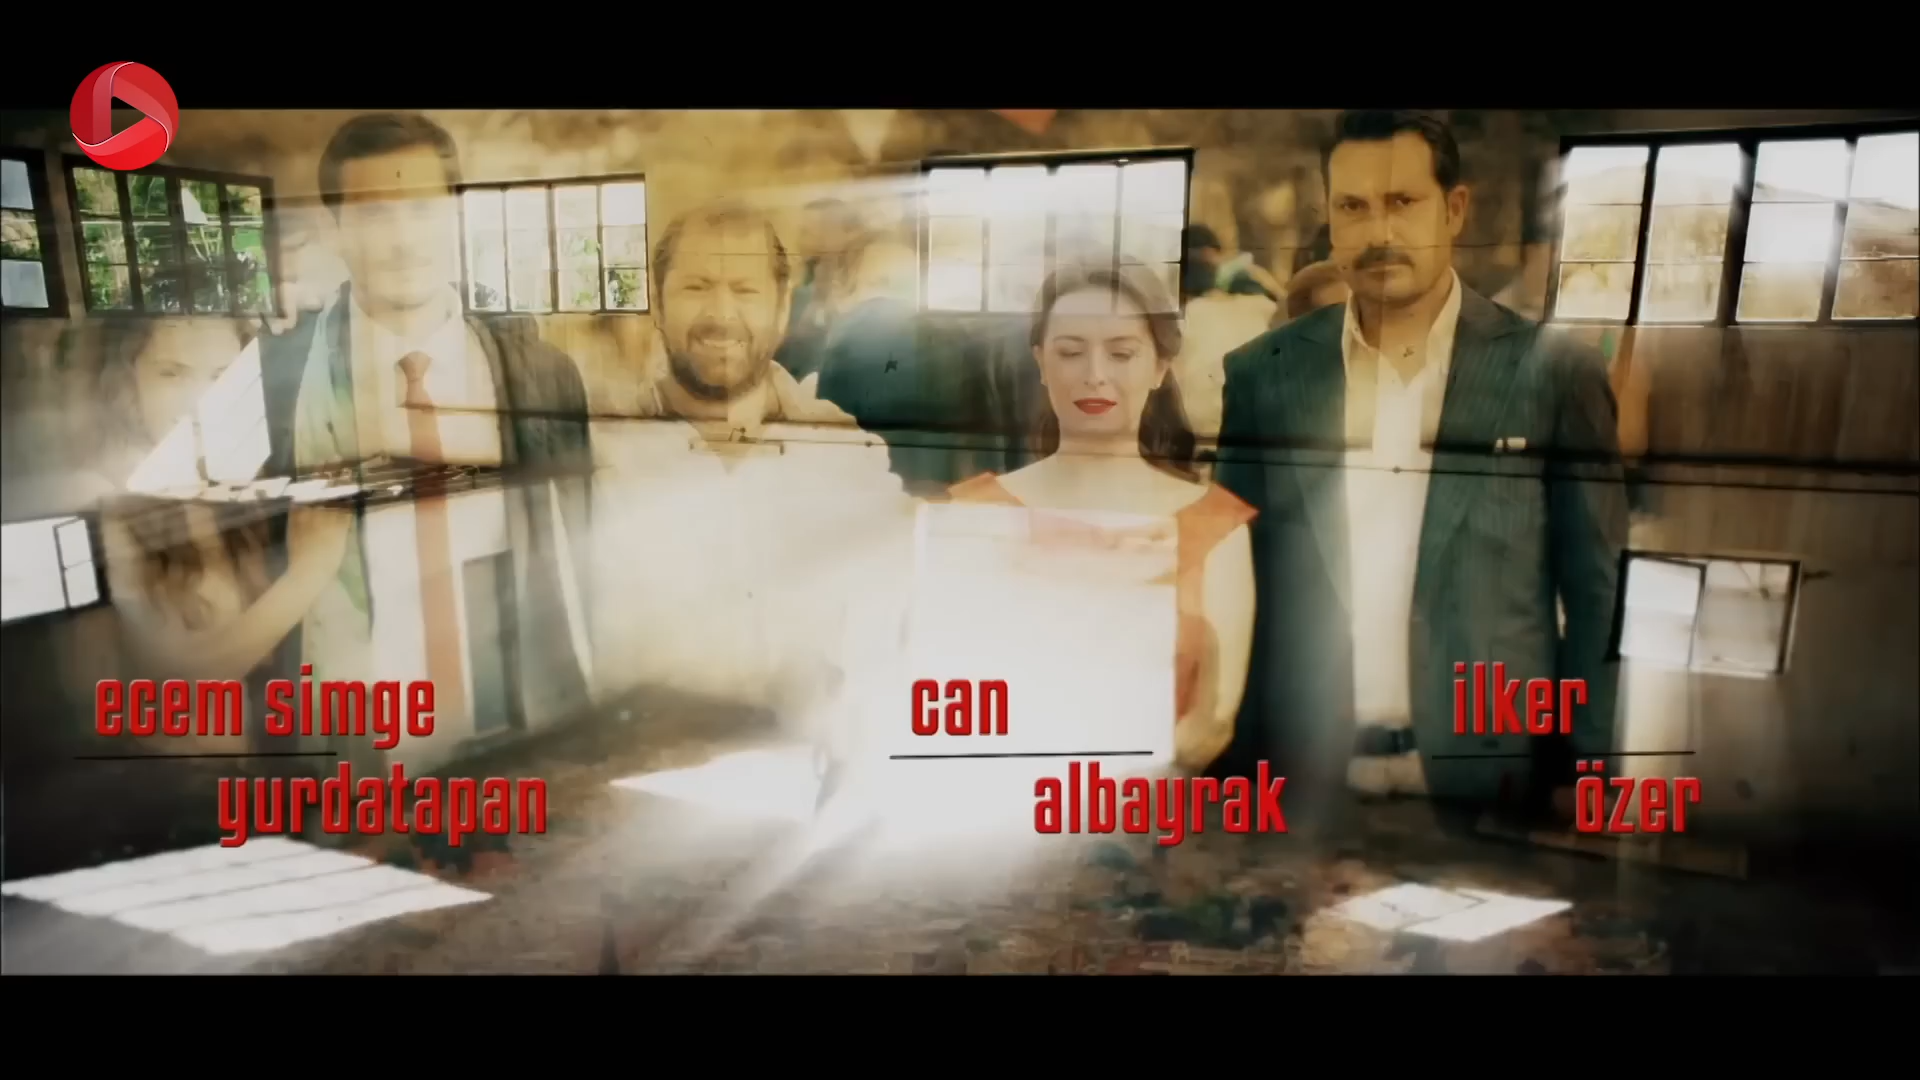 ecem simge
yurdatapan
can
albayrak
ilker
özer